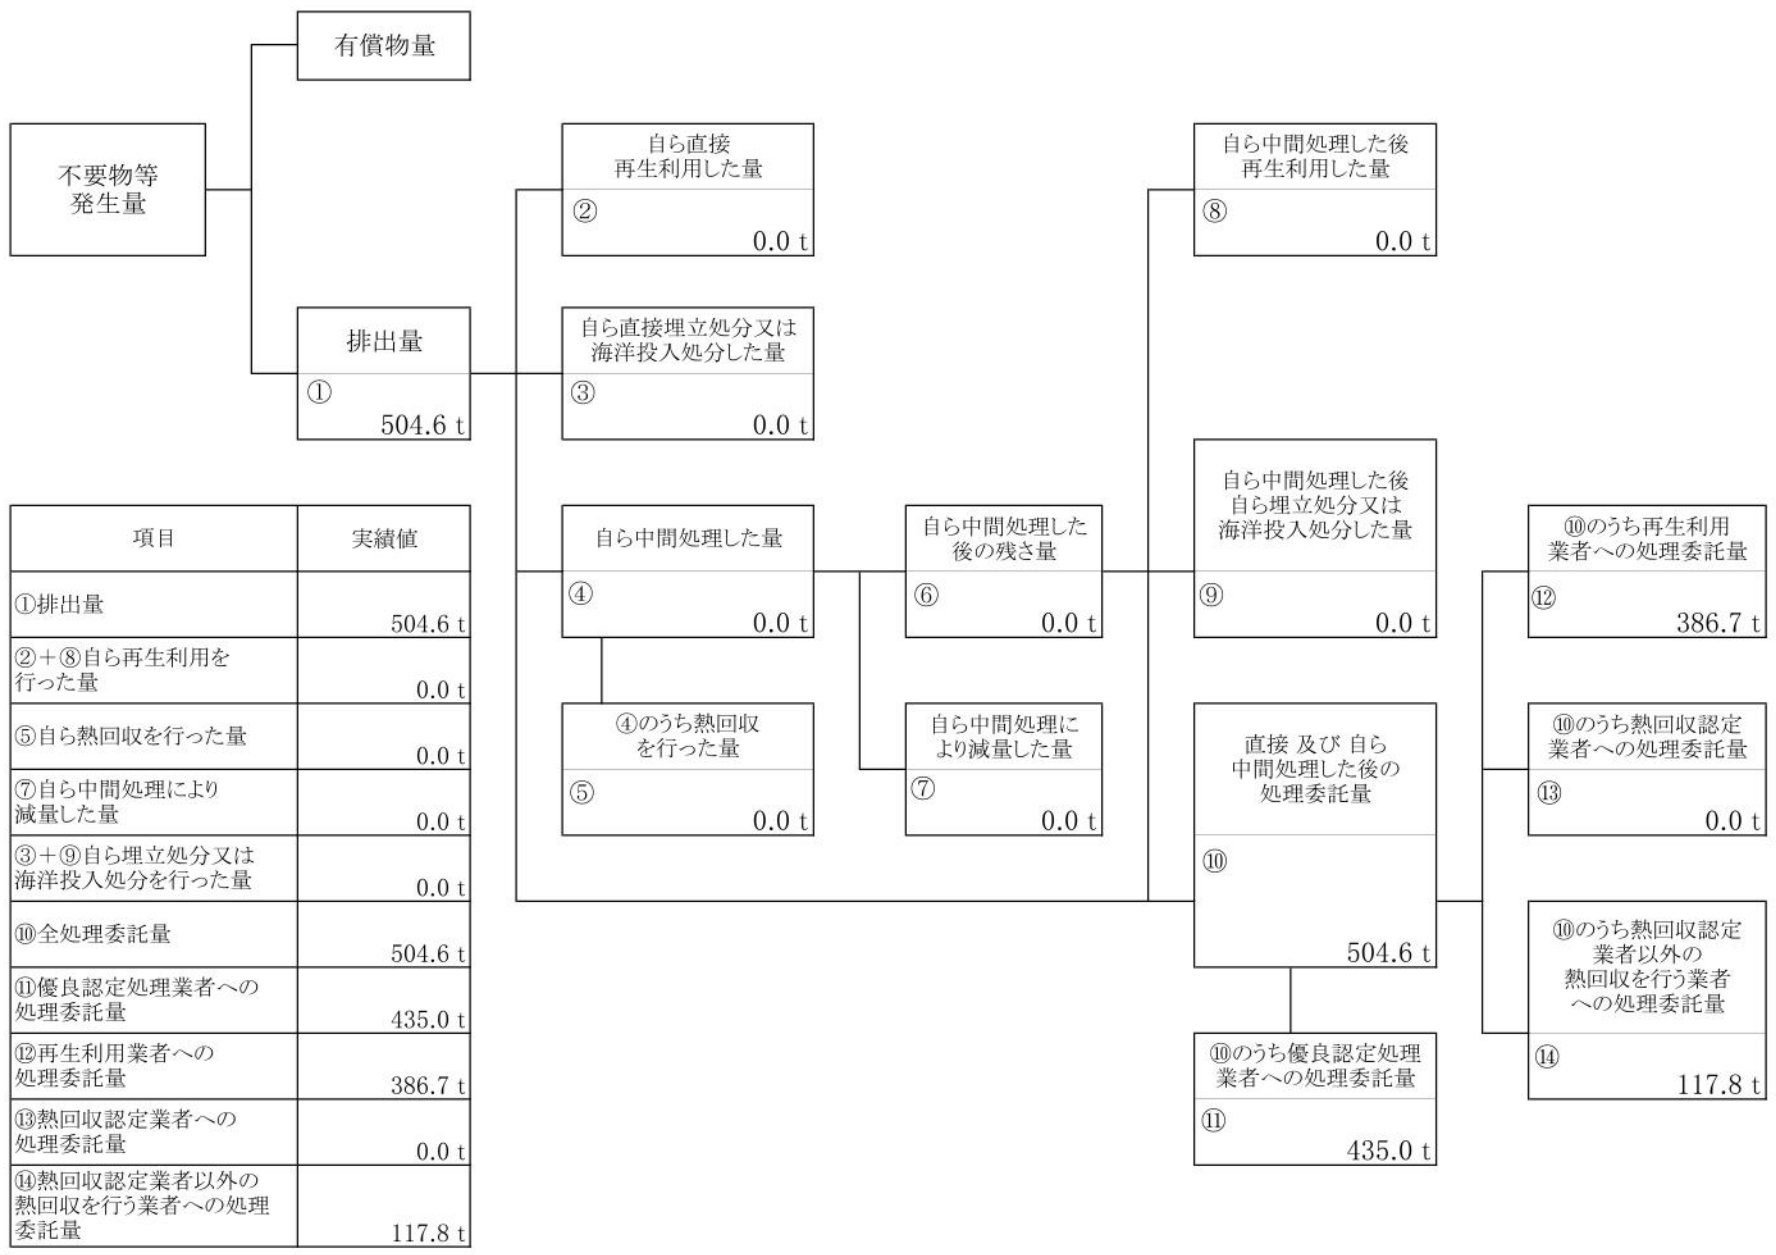 有償物量
不要物等
発生量
排出量
①
504.6 t
自ら直接
再生利用した量
②
0.0 t
自ら直接埋立処分又は
海洋投入処分した量
③
0.0 t
自ら中間処理した量
④
0.0 t
④のうち熱回収
を行った量
⑤
0.0 t
自ら中間処理した
後の残さ量
⑥
0.0 t
自ら中間処理に
より減量した量
⑦
0.0 t
自ら中間処理した後
再生利用した量
⑧
0.0 t
自ら中間処理した後
自ら埋立処分又は
海洋投入処分した量
⑨
0.0 t
直接 及び 自ら
中間処理した後の
処理委託量
⑩
504.6 t
⑩のうち優良認定処理
業者への処理委託量
⑪
435.0 t
⑩のうち再生利用
業者への処理委託量
⑫
386.7 t
⑩のうち熱回収認定
業者への処理委託量
⑬
0.0 t
⑩のうち熱回収認定
業者以外の
熱回収を行う業者
への処理委託量
⑭
117.8 t
項目
実績値
①排出量
504.6 t
②＋⑧自ら再生利用を
行った量
0.0 t
⑤自ら熱回収を行った量
0.0 t
⑦自ら中間処理により
減量した量
0.0 t
③＋⑨自ら埋立処分又は
海洋投入処分を行った量
0.0 t
⑩全処理委託量
504.6 t
⑪優良認定処理業者への
処理委託量
435.0 t
⑫再生利用業者への
処理委託量
386.7 t
⑬熱回収認定業者への
処理委託量
0.0 t
⑭熱回収認定業者以外の
熱回収を行う業者への処理
委託量
117.8 t